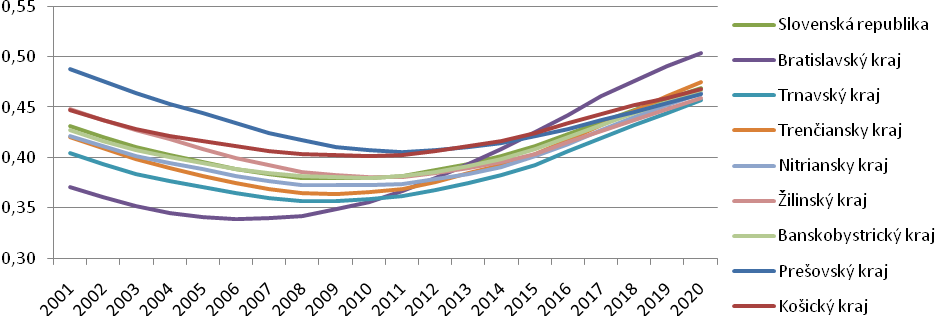 0,55
0,50
0,45
0,40
0,35
0,30
2001 2002 2003 2004 2005 2006 2007 2008 2009 2010 2011 2012 2013 2014 2015 2016 2017 2018 2019 2020
Slovenská republika
Bratislavský kraj
Trnavský kraj
Trenčiansky kraj
Nitriansky kraj
Žilinský kraj
Banskobystrický kraj
Prešovský kraj
Košický kraj